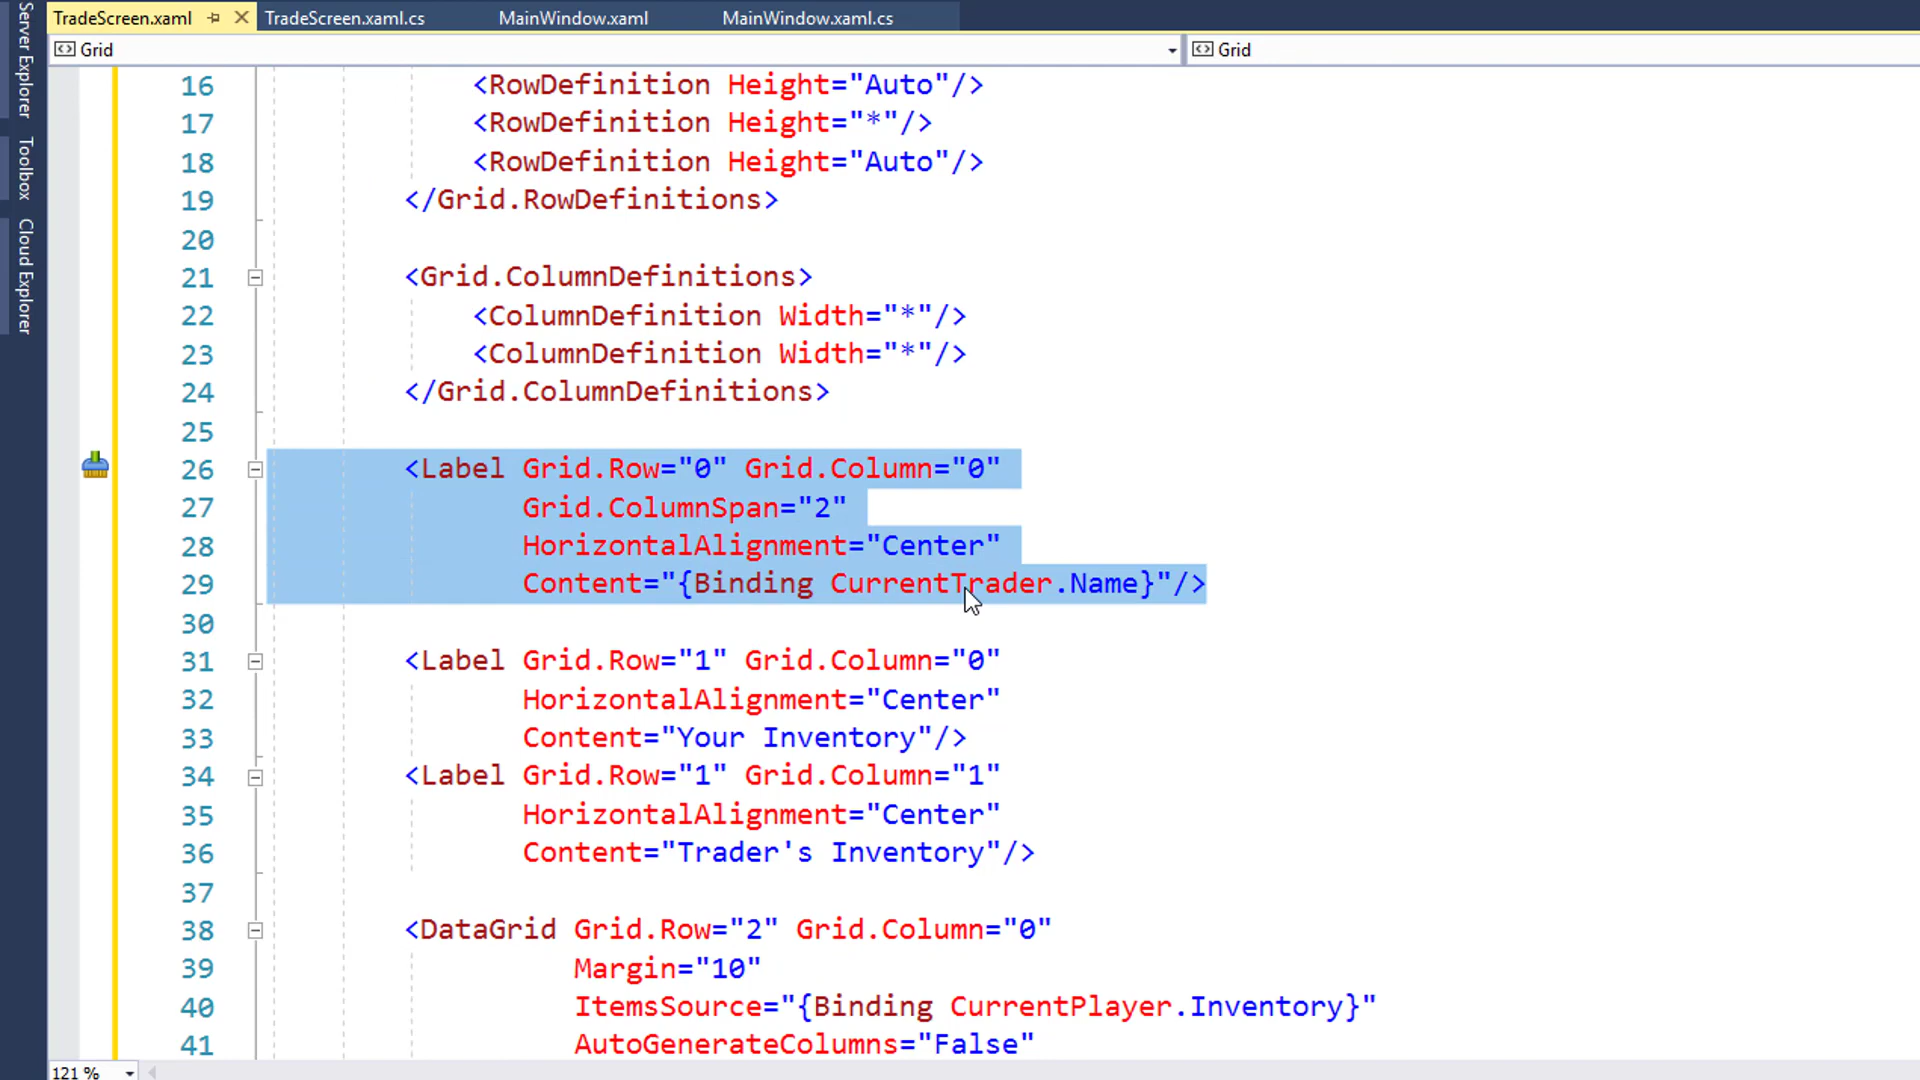 TradeScreen.xaml TradeScreen.xaml.cs MainWindow.xaml MainWindow.xaml.cs
Grid Grid
Server Explorer
Toolbox
Cloud Explorer
16 <RowDefinition Height="Auto"/>
17 <RowDefinition Height="*"/>
18 <RowDefinition Height="Auto"/>
19 </Grid.RowDefinitions>
20
21 <Grid.ColumnDefinitions>
22 <ColumnDefinition Width="*"/>
23 <ColumnDefinition Width="*"/>
24 </Grid.ColumnDefinitions>
25
26 <Label Grid.Row="0" Grid.Column="0"
27 Grid.ColumnSpan="2"
28 HorizontalAlignment="Center"
29 Content="{Binding CurrentTrader.Name}"/>
30
31 <Label Grid.Row="1" Grid.Column="0"
32 HorizontalAlignment="Center"
33 Content="Your Inventory"/>
34 <Label Grid.Row="1" Grid.Column="1"
35 HorizontalAlignment="Center"
36 Content="Trader's Inventory"/>
37
38 <DataGrid Grid.Row="2" Grid.Column="0"
39 Margin="10"
40 ItemsSource="{Binding CurrentPlayer.Inventory}"
41 AutoGenerateColumns="False"
121 %